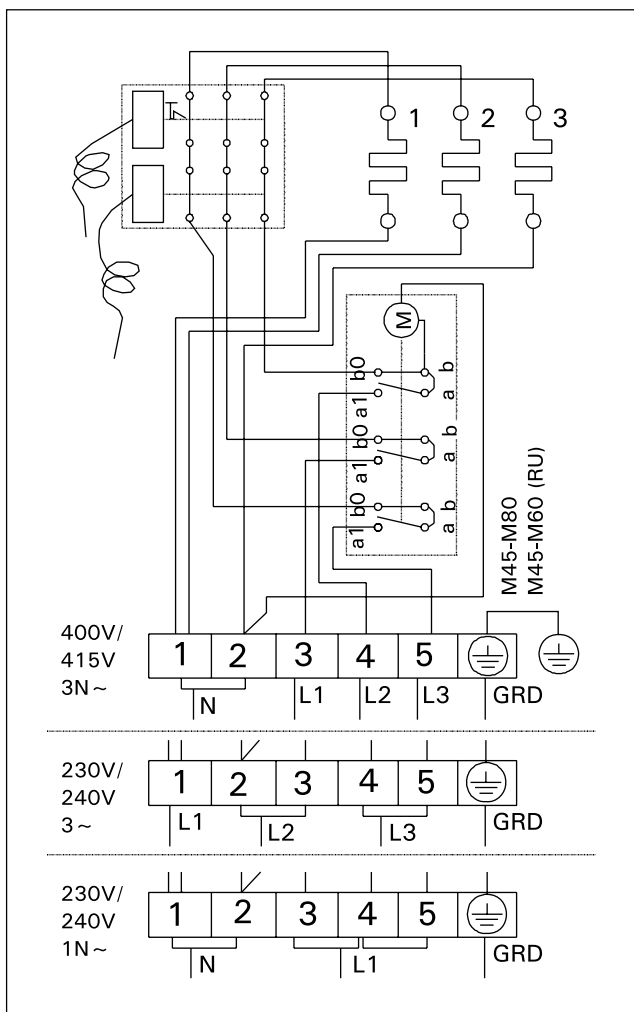 1 2 3
M
b0 b
a1 a
b0 b
a1 a
b0 b
a1 a
M45-M80
M45-M60 (RU)
400V/
415V
3N~
1 2 3 4 5
N L1 L2 L3 GRD
230V/
240V
3~
1 2 3 4 5
L1 L2 L3 GRD
230V/
240V
1N~
1 2 3 4 5
N L1 GRD